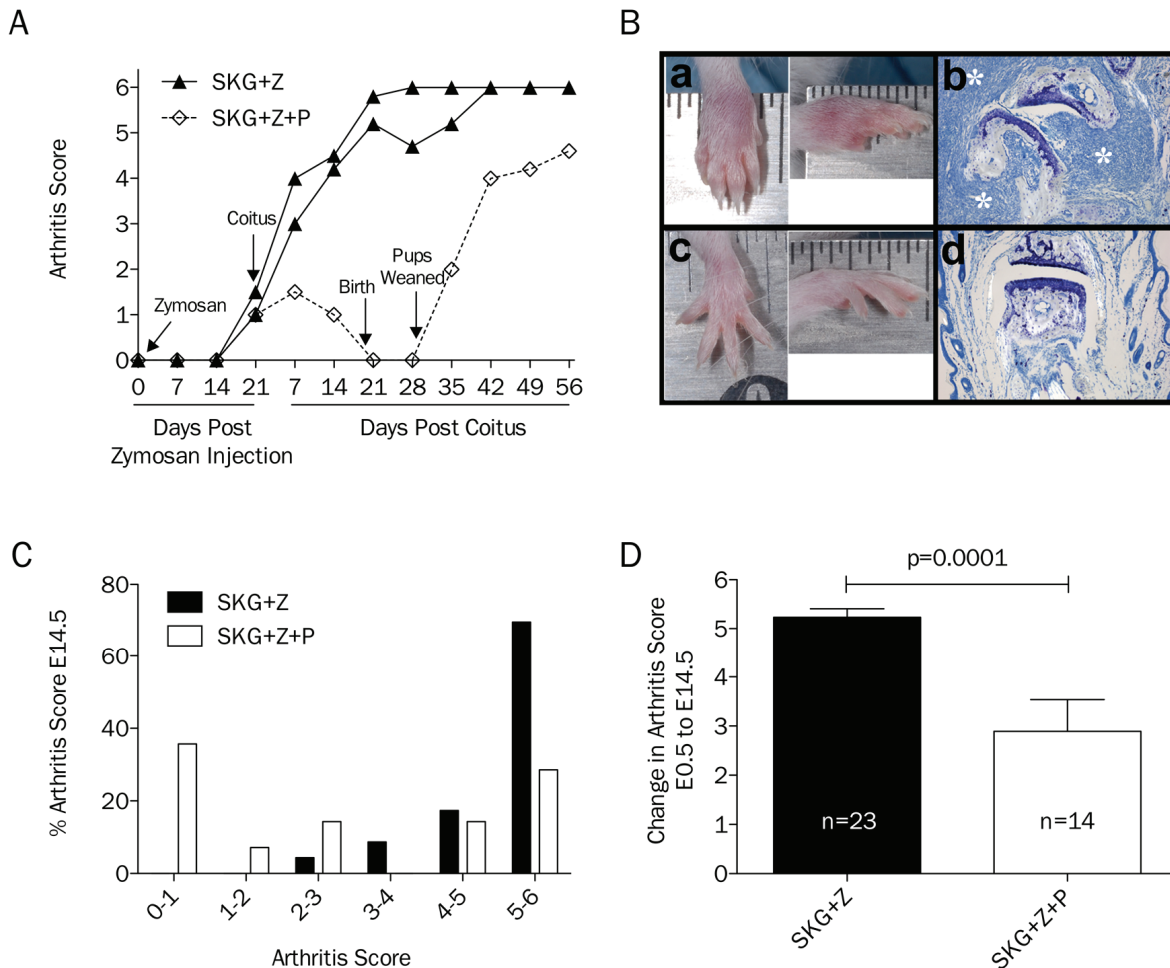 A
SKG+Z
SKG+Z+P
Arthritis Score
6
5
4
3
2
1
0
Zymosan
Coitus
Birth
Pups
Weaned
0 7 14 21 7 14 21 28 35 42 49 56
Days Post
Zymosan Injection
Days Post Coitus
B
a
b
*
*
*
c
d
C
SKG+Z
SKG+Z+P
% Arthritis Score E14.5
80
60
40
20
0
0-1 1-2 2-3 3-4 4-5 5-6
Arthritis Score
D
p=0.0001
Change in Arthritis Score
E0.5 to E14.5
6
5
4
3
2
1
0
n=23
n=14
SKG+Z
SKG+Z+P